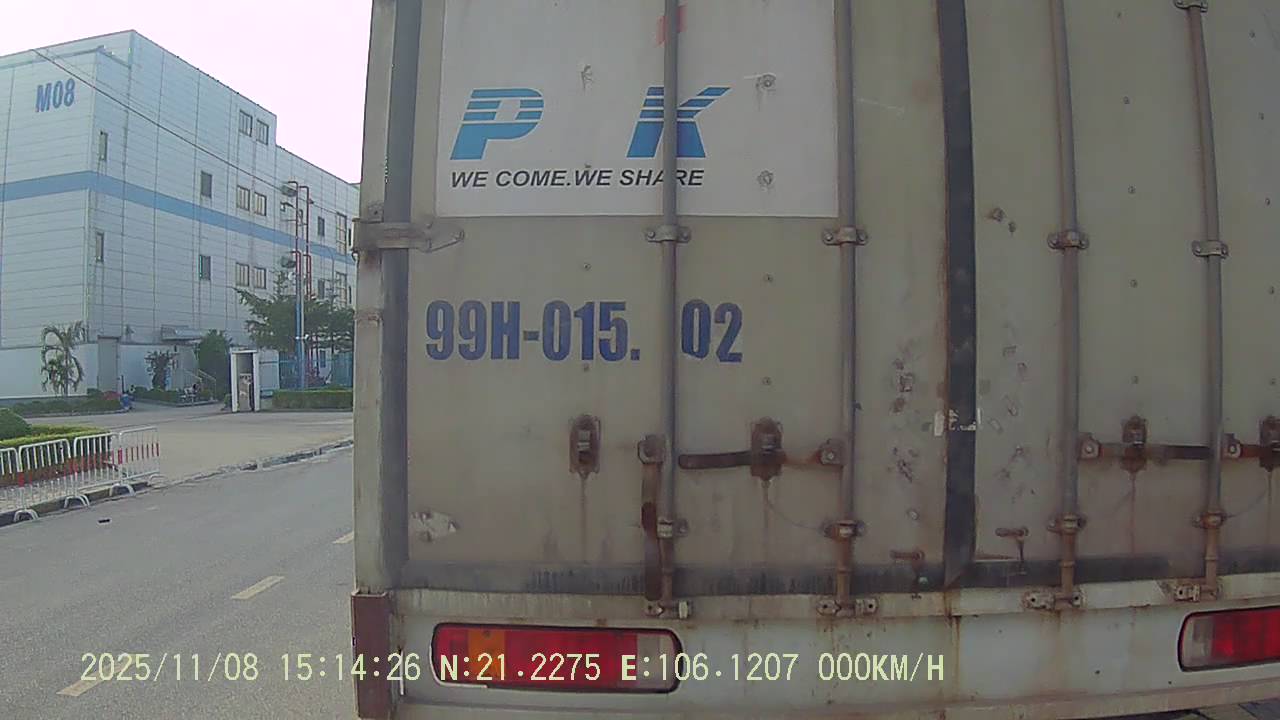 M08
P K
WE COME.WE SHARE
99H-015. 02
2025/11/08 15:14:26 N:21.2275 E:106.1207 000KM/H